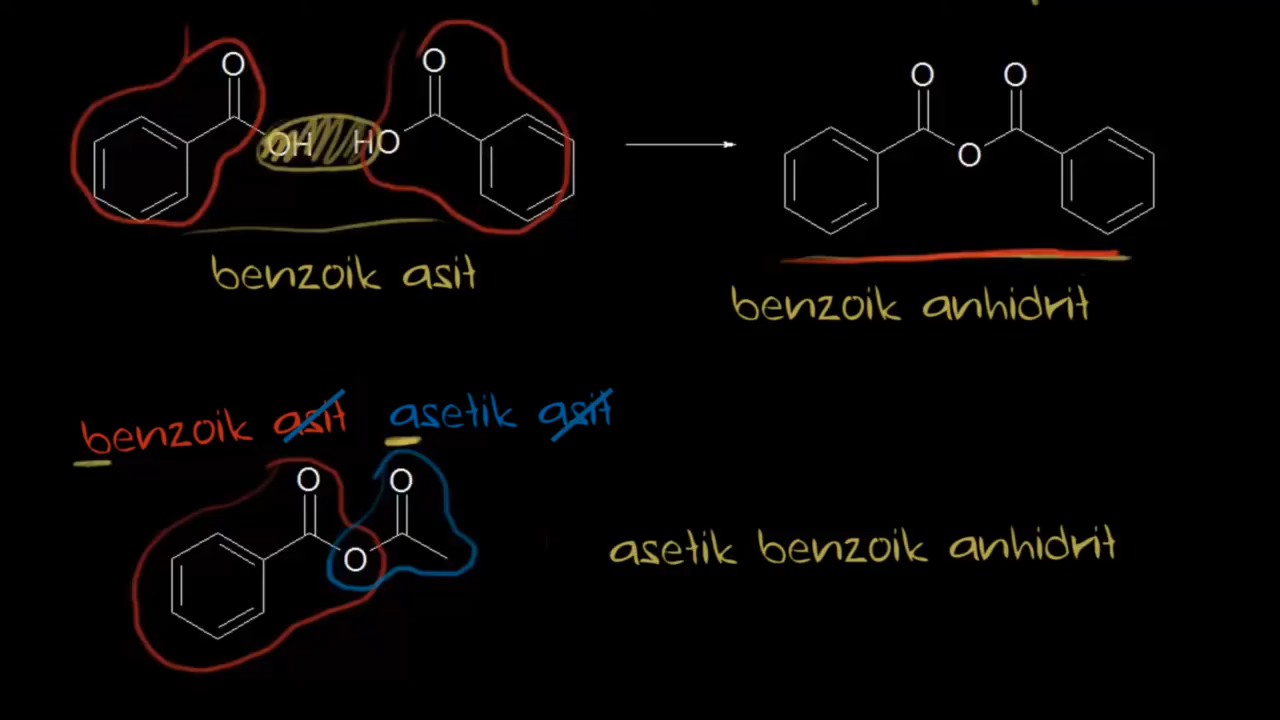 O O O O
OH HO O
benzoik asit
benzoik anhidrit
benzoik asit asetik asit
O O
O
asetik benzoik anhidrit